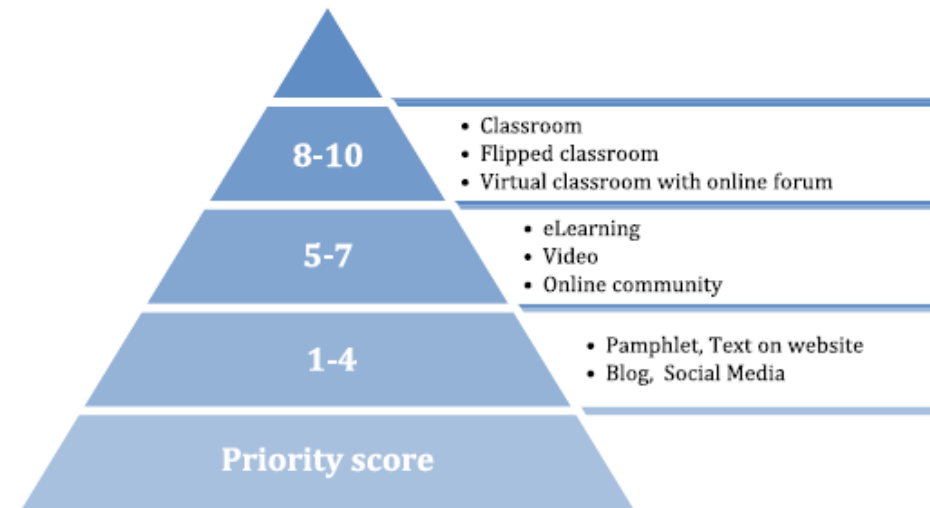 8-10
• Classroom
• Flipped classroom
• Virtual classroom with online forum
5-7
• eLearning
• Video
• Online community
1-4
• Pamphlet, Text on website
• Blog, Social Media
Priority score